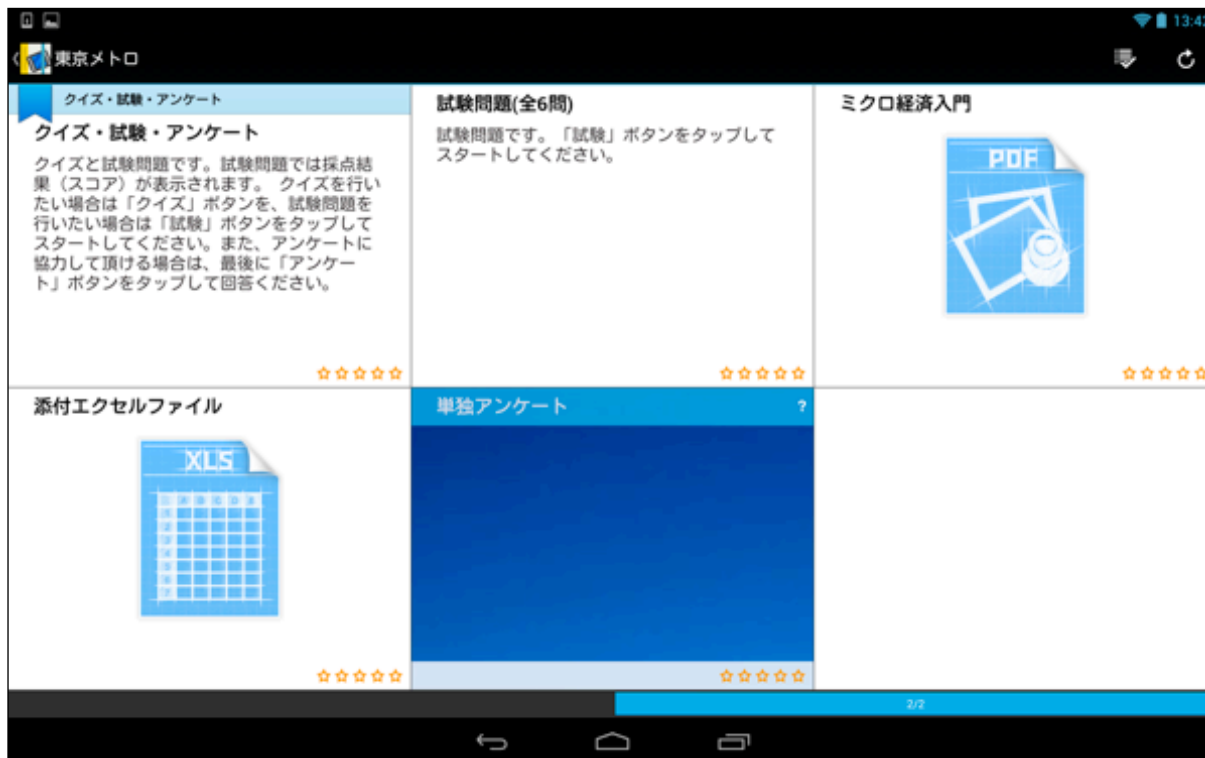 13:43
東京メトロ
クイズ・試験・アンケート
クイズ・試験・アンケート
クイズと試験問題です。試験問題では採点結
果（スコア）が表示されます。 クイズを行い
たい場合は「クイズ」ボタンを、試験問題を
行いたい場合は「試験」ボタンをタップして
スタートしてください。また、アンケートに
協力して頂ける場合は、最後に「アンケー
ト」ボタンをタップして回答ください。
試験問題(全6問)
試験問題です。「試験」ボタンをタップして
スタートしてください。
ミクロ経済入門
PDF
添付エクセルファイル
XLS
A B C D E
1
2
3
4
5
6
7
単独アンケート
?
2/2